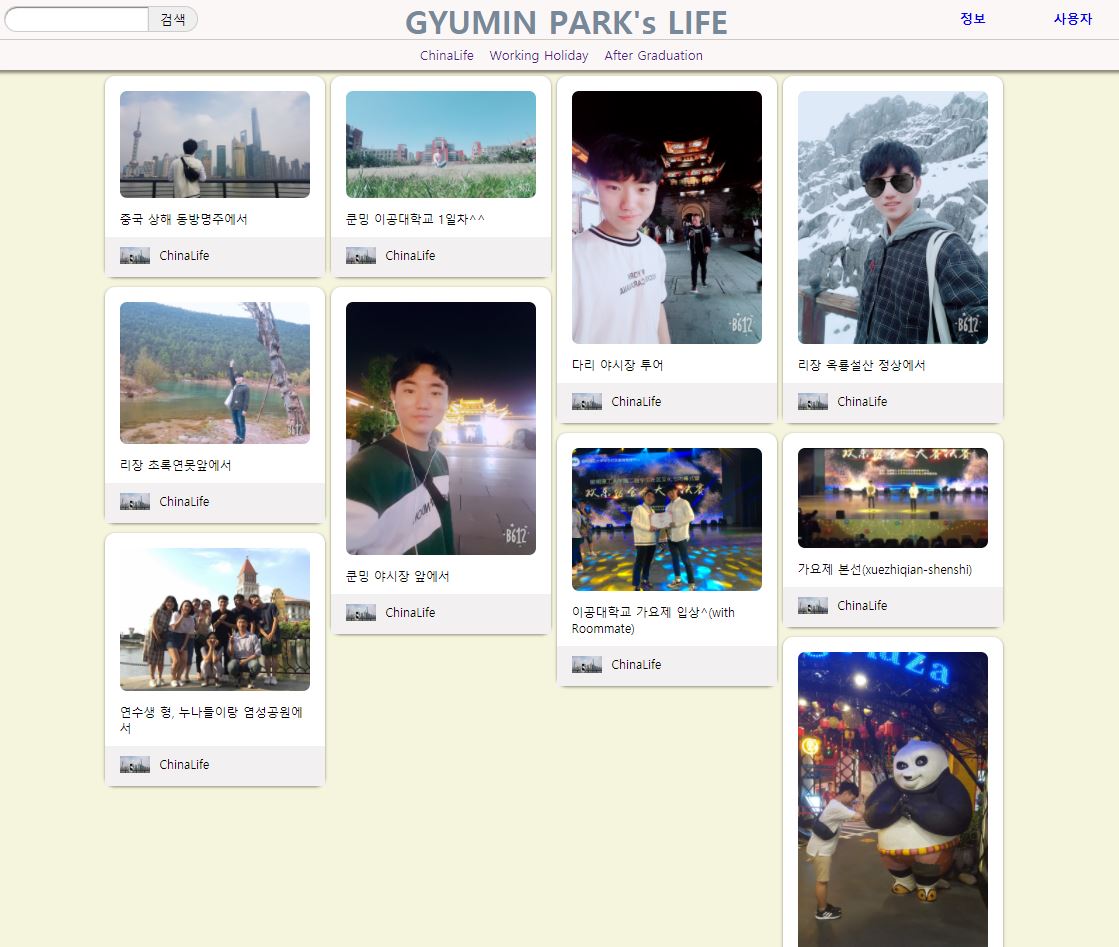 검색
GYUMIN PARK's LIFE
정보
사용자
ChinaLife
Working Holiday
After Graduation
중국 상해 동방명주에서
ChinaLife
쿤밍 이공대학교 1일차^^
ChinaLife
B612
다리 야시장 투어
ChinaLife
B612
리장 옥룡설산 정상에서
ChinaLife
B612
리장 초록연못앞에서
ChinaLife
B612
쿤밍 야시장 앞에서
ChinaLife
이공대학교 가요제 입상^(with
Roommate)
ChinaLife
가요제 본선(xuezhiqian-shenshi)
ChinaLife
연수생 형, 누나들이랑 염성공원에
서
ChinaLife